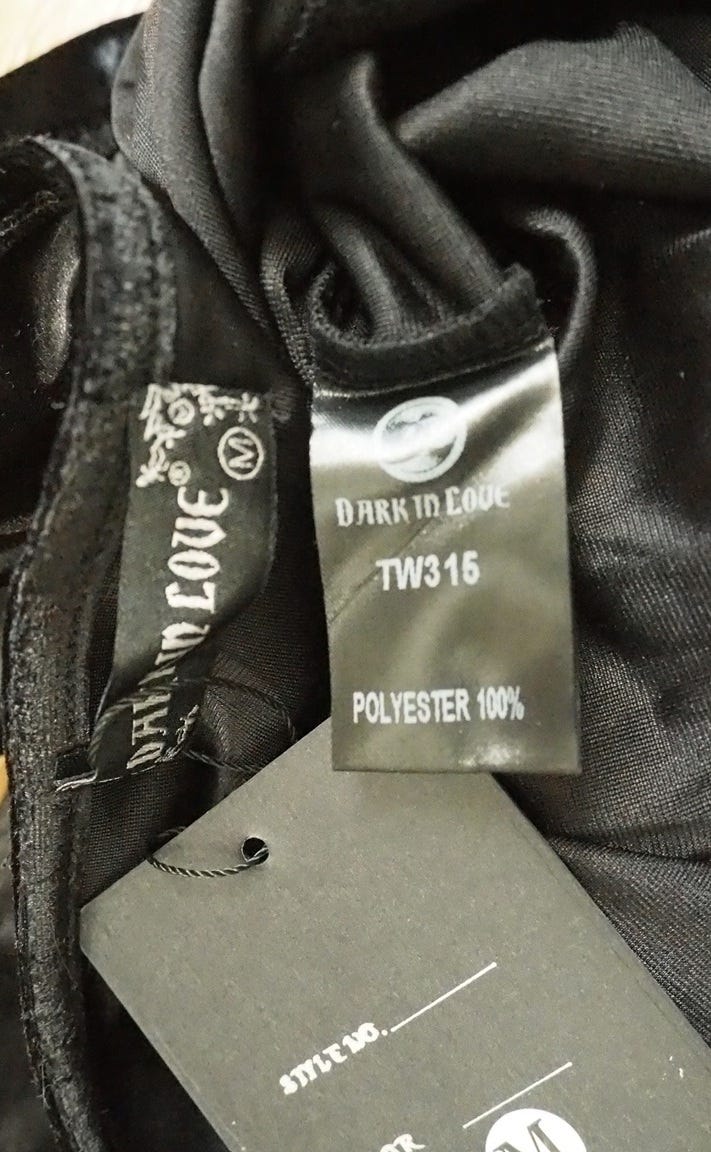 M
DARK IN LOVE
DARK IN LOVE
TW315
POLYESTER 100%
STYLE NO.
M